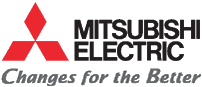 MITSUBISHI
ELECTRIC
Changes for the Better